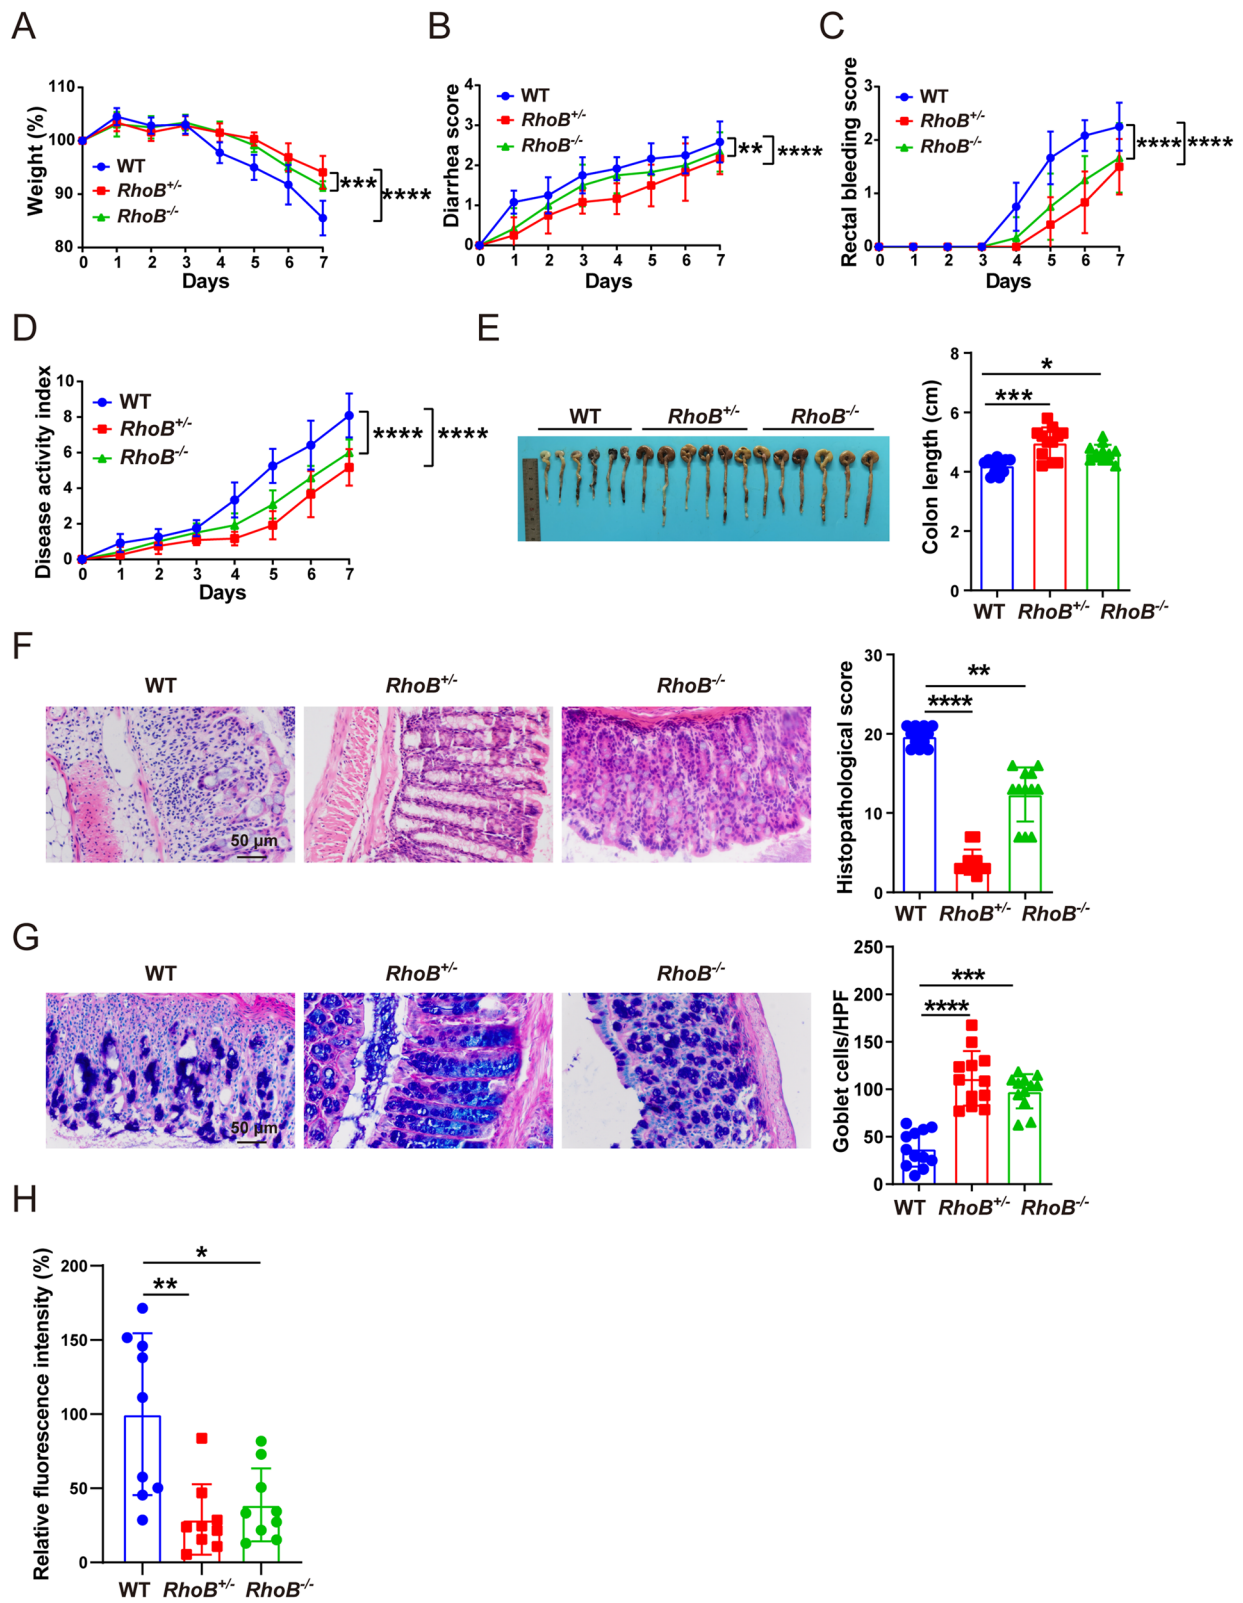 A
Weight (%)
110
100
90
80
WT
RhoB+/-
RhoB-/-
***
****
0 1 2 3 4 5 6 7
Days
B
Diarrhea score
4
3
2
1
0
WT
RhoB+/-
RhoB-/-
**
****
0 1 2 3 4 5 6 7
Days
C
Rectal bleeding score
3
2
1
0
WT
RhoB+/-
RhoB-/-
****
****
0 1 2 3 4 5 6 7
Days
D
Disease activity index
10
8
6
4
2
0
WT
RhoB+/-
RhoB-/-
****
****
0 1 2 3 4 5 6 7
Days
E
WT RhoB+/- RhoB-/-
Colon length (cm)
8
6
4
2
0
*
***
WT RhoB+/- RhoB-/-
F
WT RhoB+/- RhoB-/-
50 μm
Histopathological score
30
20
10
0
**
****
WT RhoB+/- RhoB-/-
G
WT RhoB+/- RhoB-/-
50 μm
Goblet cells/HPF
250
200
150
100
50
0
***
****
WT RhoB+/- RhoB-/-
H
Relative fluorescence intensity (%)
200
150
100
50
0
*
**
WT RhoB+/- RhoB-/-